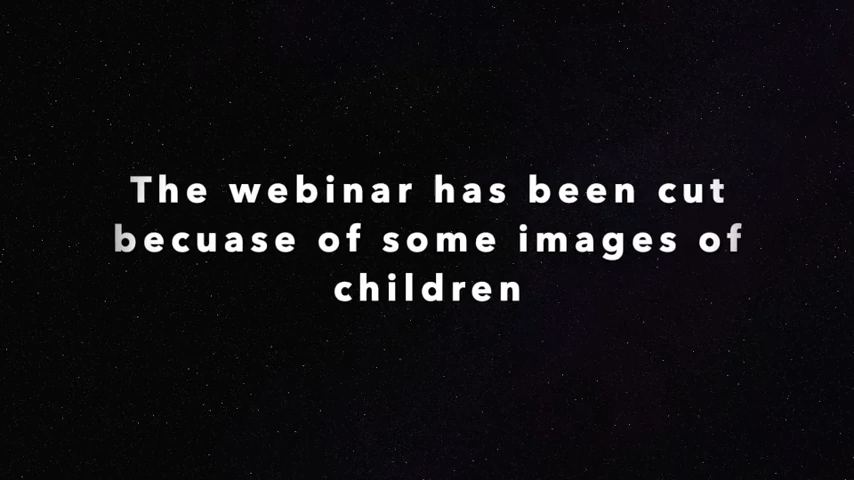 The webinar has been cut
becuase of some images of
children